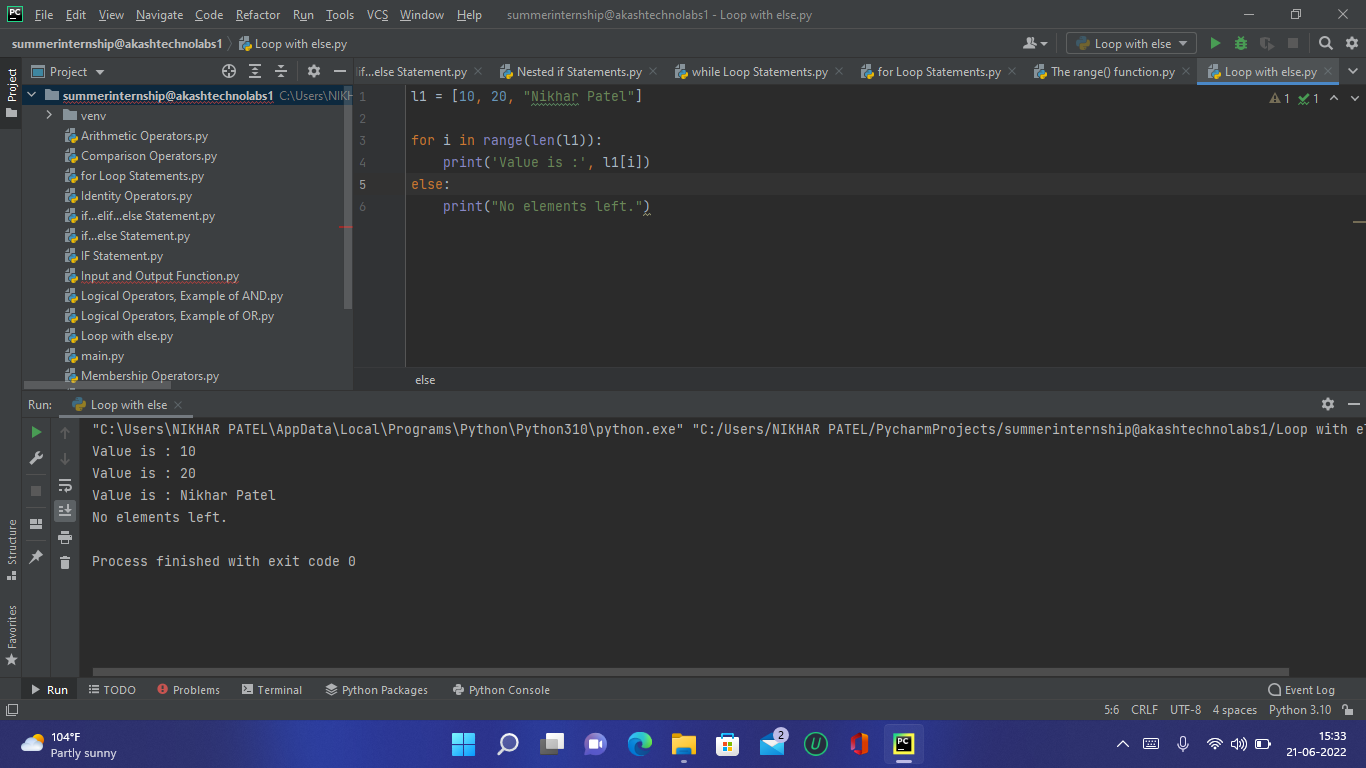 PC File Edit View Navigate Code Refactor Run Tools VCS Window Help summerinternship@akashtechnolabs1 - Loop with else.py
summerinternship@akashtechnolabs1 Loop with else.py Loop with else
Project
Project
if...else Statement.py Nested if Statements.py while Loop Statements.py for Loop Statements.py The range() function.py Loop with else.py
summerinternship@akashtechnolabs1 C:\Users\NIKH
venv
Arithmetic Operators.py
Comparison Operators.py
for Loop Statements.py
Identity Operators.py
if...elif...else Statement.py
if...else Statement.py
IF Statement.py
Input and Output Function.py
Logical Operators, Example of AND.py
Logical Operators, Example of OR.py
Loop with else.py
main.py
Membership Operators.py
1 l1 = [10, 20, "Nikhar Patel"]
2
3 for i in range(len(l1)):
4 print('Value is :', l1[i])
5 else:
6 print("No elements left.")
1 1
else
Run: Loop with else
"C:\Users\NIKHAR PATEL\AppData\Local\Programs\Python\Python310\python.exe" "C:/Users/NIKHAR PATEL/PycharmProjects/summerinternship@akashtechnolabs1/Loop with el
Value is : 10
Value is : 20
Value is : Nikhar Patel
No elements left.
Process finished with exit code 0
Structure
Favorites
Run TODO Problems Terminal Python Packages Python Console Event Log
5:6 CRLF UTF-8 4 spaces Python 3.10
104°F
Partly sunny
2
U
PC
15:33
21-06-2022